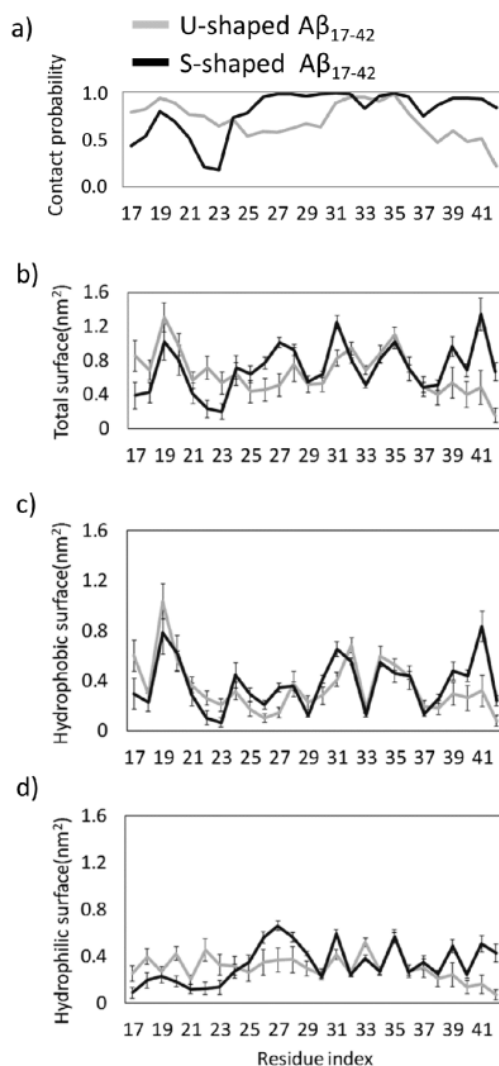 a)
U-shaped Aβ17-42
S-shaped Aβ17-42
Contact probability
1.0
0.5
0.0
17 19 21 23 25 27 29 31 33 35 37 39 41
b)
Total surface(nm2)
1.6
1.2
0.8
0.4
0
17 19 21 23 25 27 29 31 33 35 37 39 41
c)
Hydrophobic surface(nm2)
1.6
1.2
0.8
0.4
0
17 19 21 23 25 27 29 31 33 35 37 39 41
d)
Hydrophilic surface(nm2)
1.6
1.2
0.8
0.4
0
17 19 21 23 25 27 29 31 33 35 37 39 41
Residue index